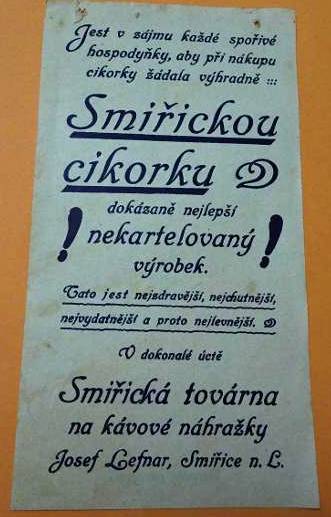 Jest v zájmu každé spořivé
hospodyňky, aby při nákupu
cikorky žádala výhradně :::
Smiřickou
cikorku
dokázaně nejlepší
! nekartelovaný !
výrobek.
Tato jest nejzdravější, nejchutnější,
nejvydatnější a proto nejlevnější.
V dokonalé úctě
Smiřická továrna
na kávové náhražky
Josef Lefnar, Smiřice n. L.